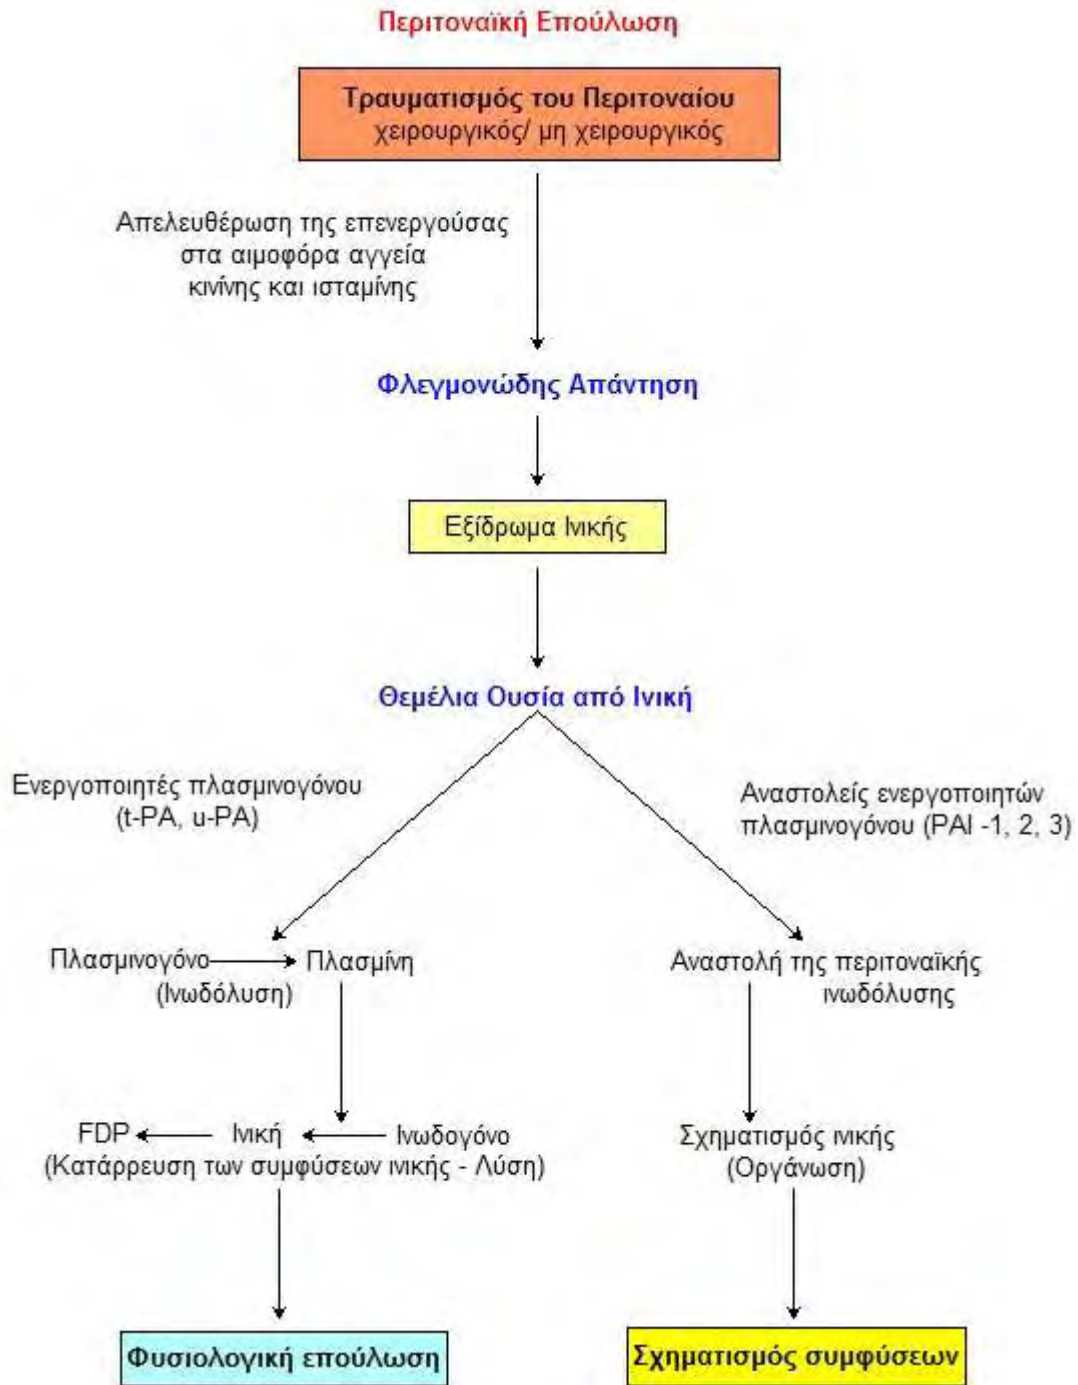 Περιτοναϊκή Επούλωση
Τραυματισμός του Περιτοναίου
χειρουργικός/ μη χειρουργικός
Απελευθέρωση της επενεργούσας
στα αιμοφόρα αγγεία
κινίνης και ισταμίνης
Φλεγμονώδης Απάντηση
Εξίδρωμα Ινικής
Θεμέλια Ουσία από Ινική
Ενεργοποιητές πλασμινογόνου
(t-PA, u-PA)
Αναστολείς ενεργοποιητών
πλασμινογόνου (PAI -1, 2, 3)
Πλασμινογόνο Πλασμίνη
(Ινωδόλυση)
Αναστολή της περιτοναϊκής
ινωδόλυσης
FDP Ινική Ινωδογόνο
(Κατάρρευση των συμφύσεων ινικής - Λύση)
Σχηματισμός ινικής
(Οργάνωση)
Φυσιολογική επούλωση
Σχηματισμός συμφύσεων